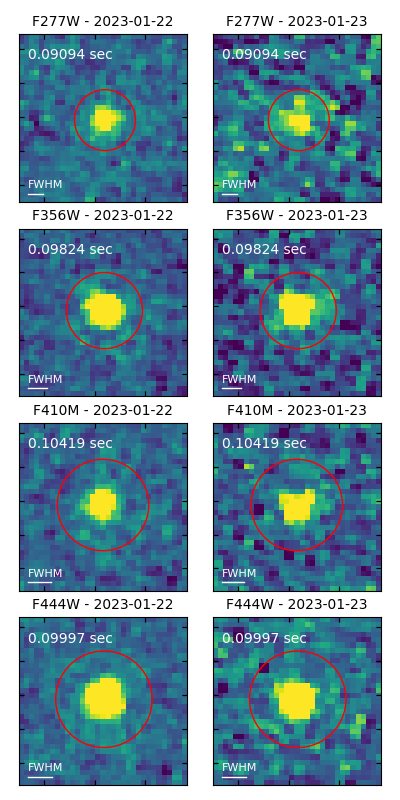 F277W - 2023-01-22
F277W - 2023-01-23
0.09094 sec
0.09094 sec
FWHM
FWHM
F356W - 2023-01-22
F356W - 2023-01-23
0.09824 sec
0.09824 sec
FWHM
FWHM
F410M - 2023-01-22
F410M - 2023-01-23
0.10419 sec
0.10419 sec
FWHM
FWHM
F444W - 2023-01-22
F444W - 2023-01-23
0.09997 sec
0.09997 sec
FWHM
FWHM